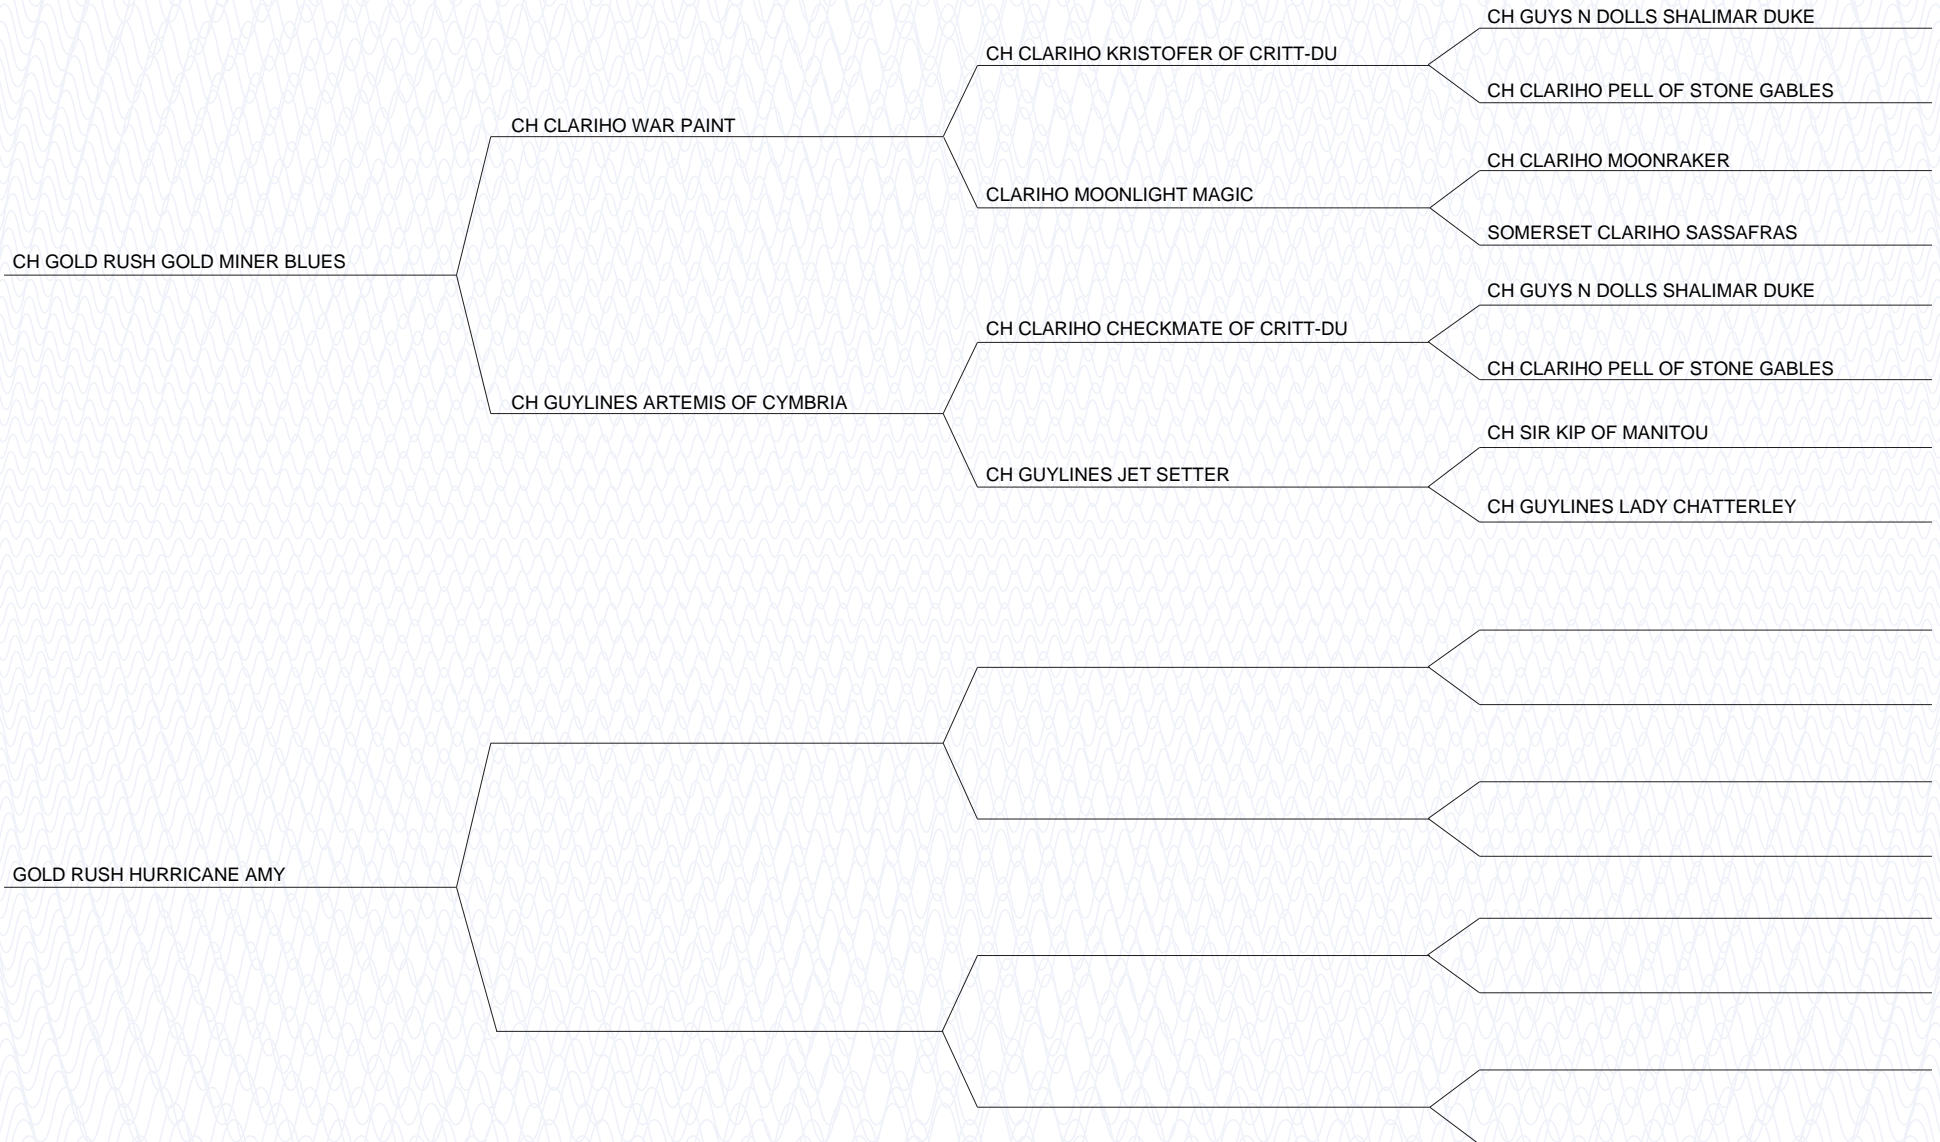 CH GUYS N DOLLS SHALIMAR DUKE
CH CLARIHO KRISTOFER OF CRITT-DU
CH CLARIHO PELL OF STONE GABLES
CH CLARIHO WAR PAINT
CH CLARIHO MOONRAKER
CLARIHO MOONLIGHT MAGIC
SOMERSET CLARIHO SASSAFRAS
CH GOLD RUSH GOLD MINER BLUES
CH GUYS N DOLLS SHALIMAR DUKE
CH CLARIHO CHECKMATE OF CRITT-DU
CH CLARIHO PELL OF STONE GABLES
CH GUYLINES ARTEMIS OF CYMBRIA
CH SIR KIP OF MANITOU
CH GUYLINES JET SETTER
CH GUYLINES LADY CHATTERLEY
GOLD RUSH HURRICANE AMY